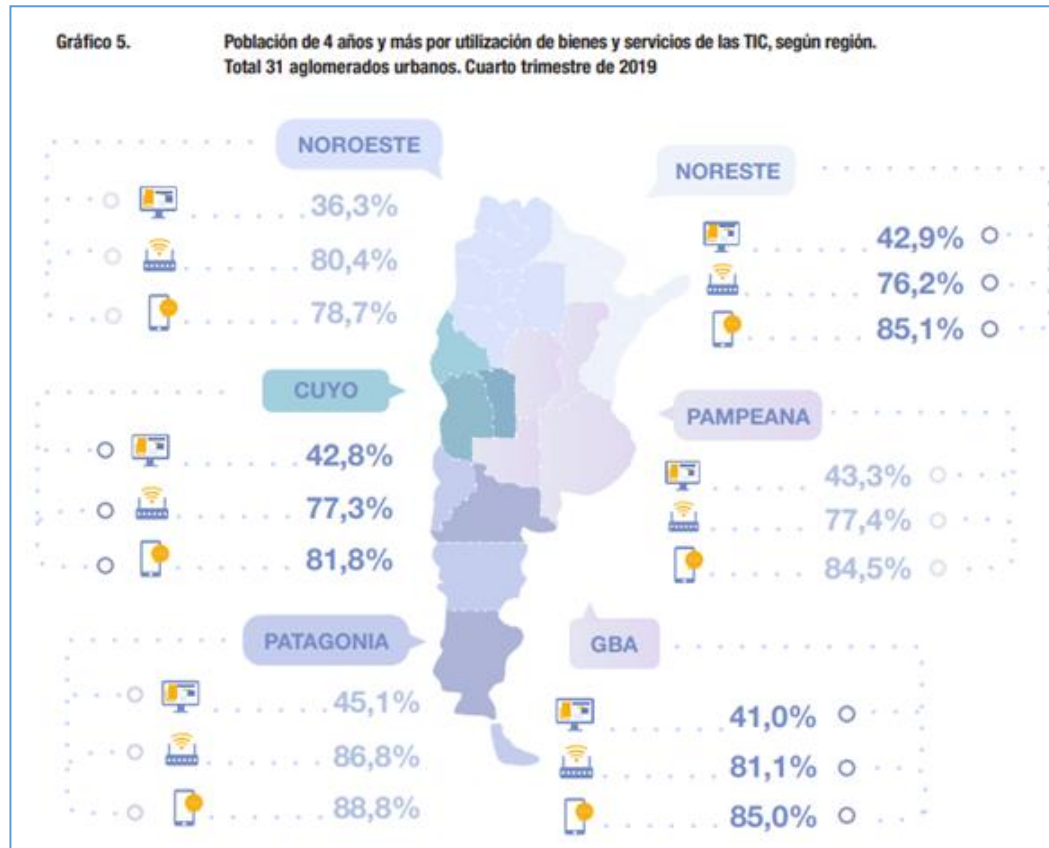 Gráfico 5.
Población de 4 años y más por utilización de bienes y servicios de las TIC, según región.
Total 31 aglomerados urbanos. Cuarto trimestre de 2019
NOROESTE
36,3%
80,4%
78,7%
NORESTE
42,9%
76,2%
85,1%
CUYO
42,8%
77,3%
81,8%
PAMPEANA
43,3%
77,4%
84,5%
PATAGONIA
45,1%
86,8%
88,8%
GBA
41,0%
81,1%
85,0%